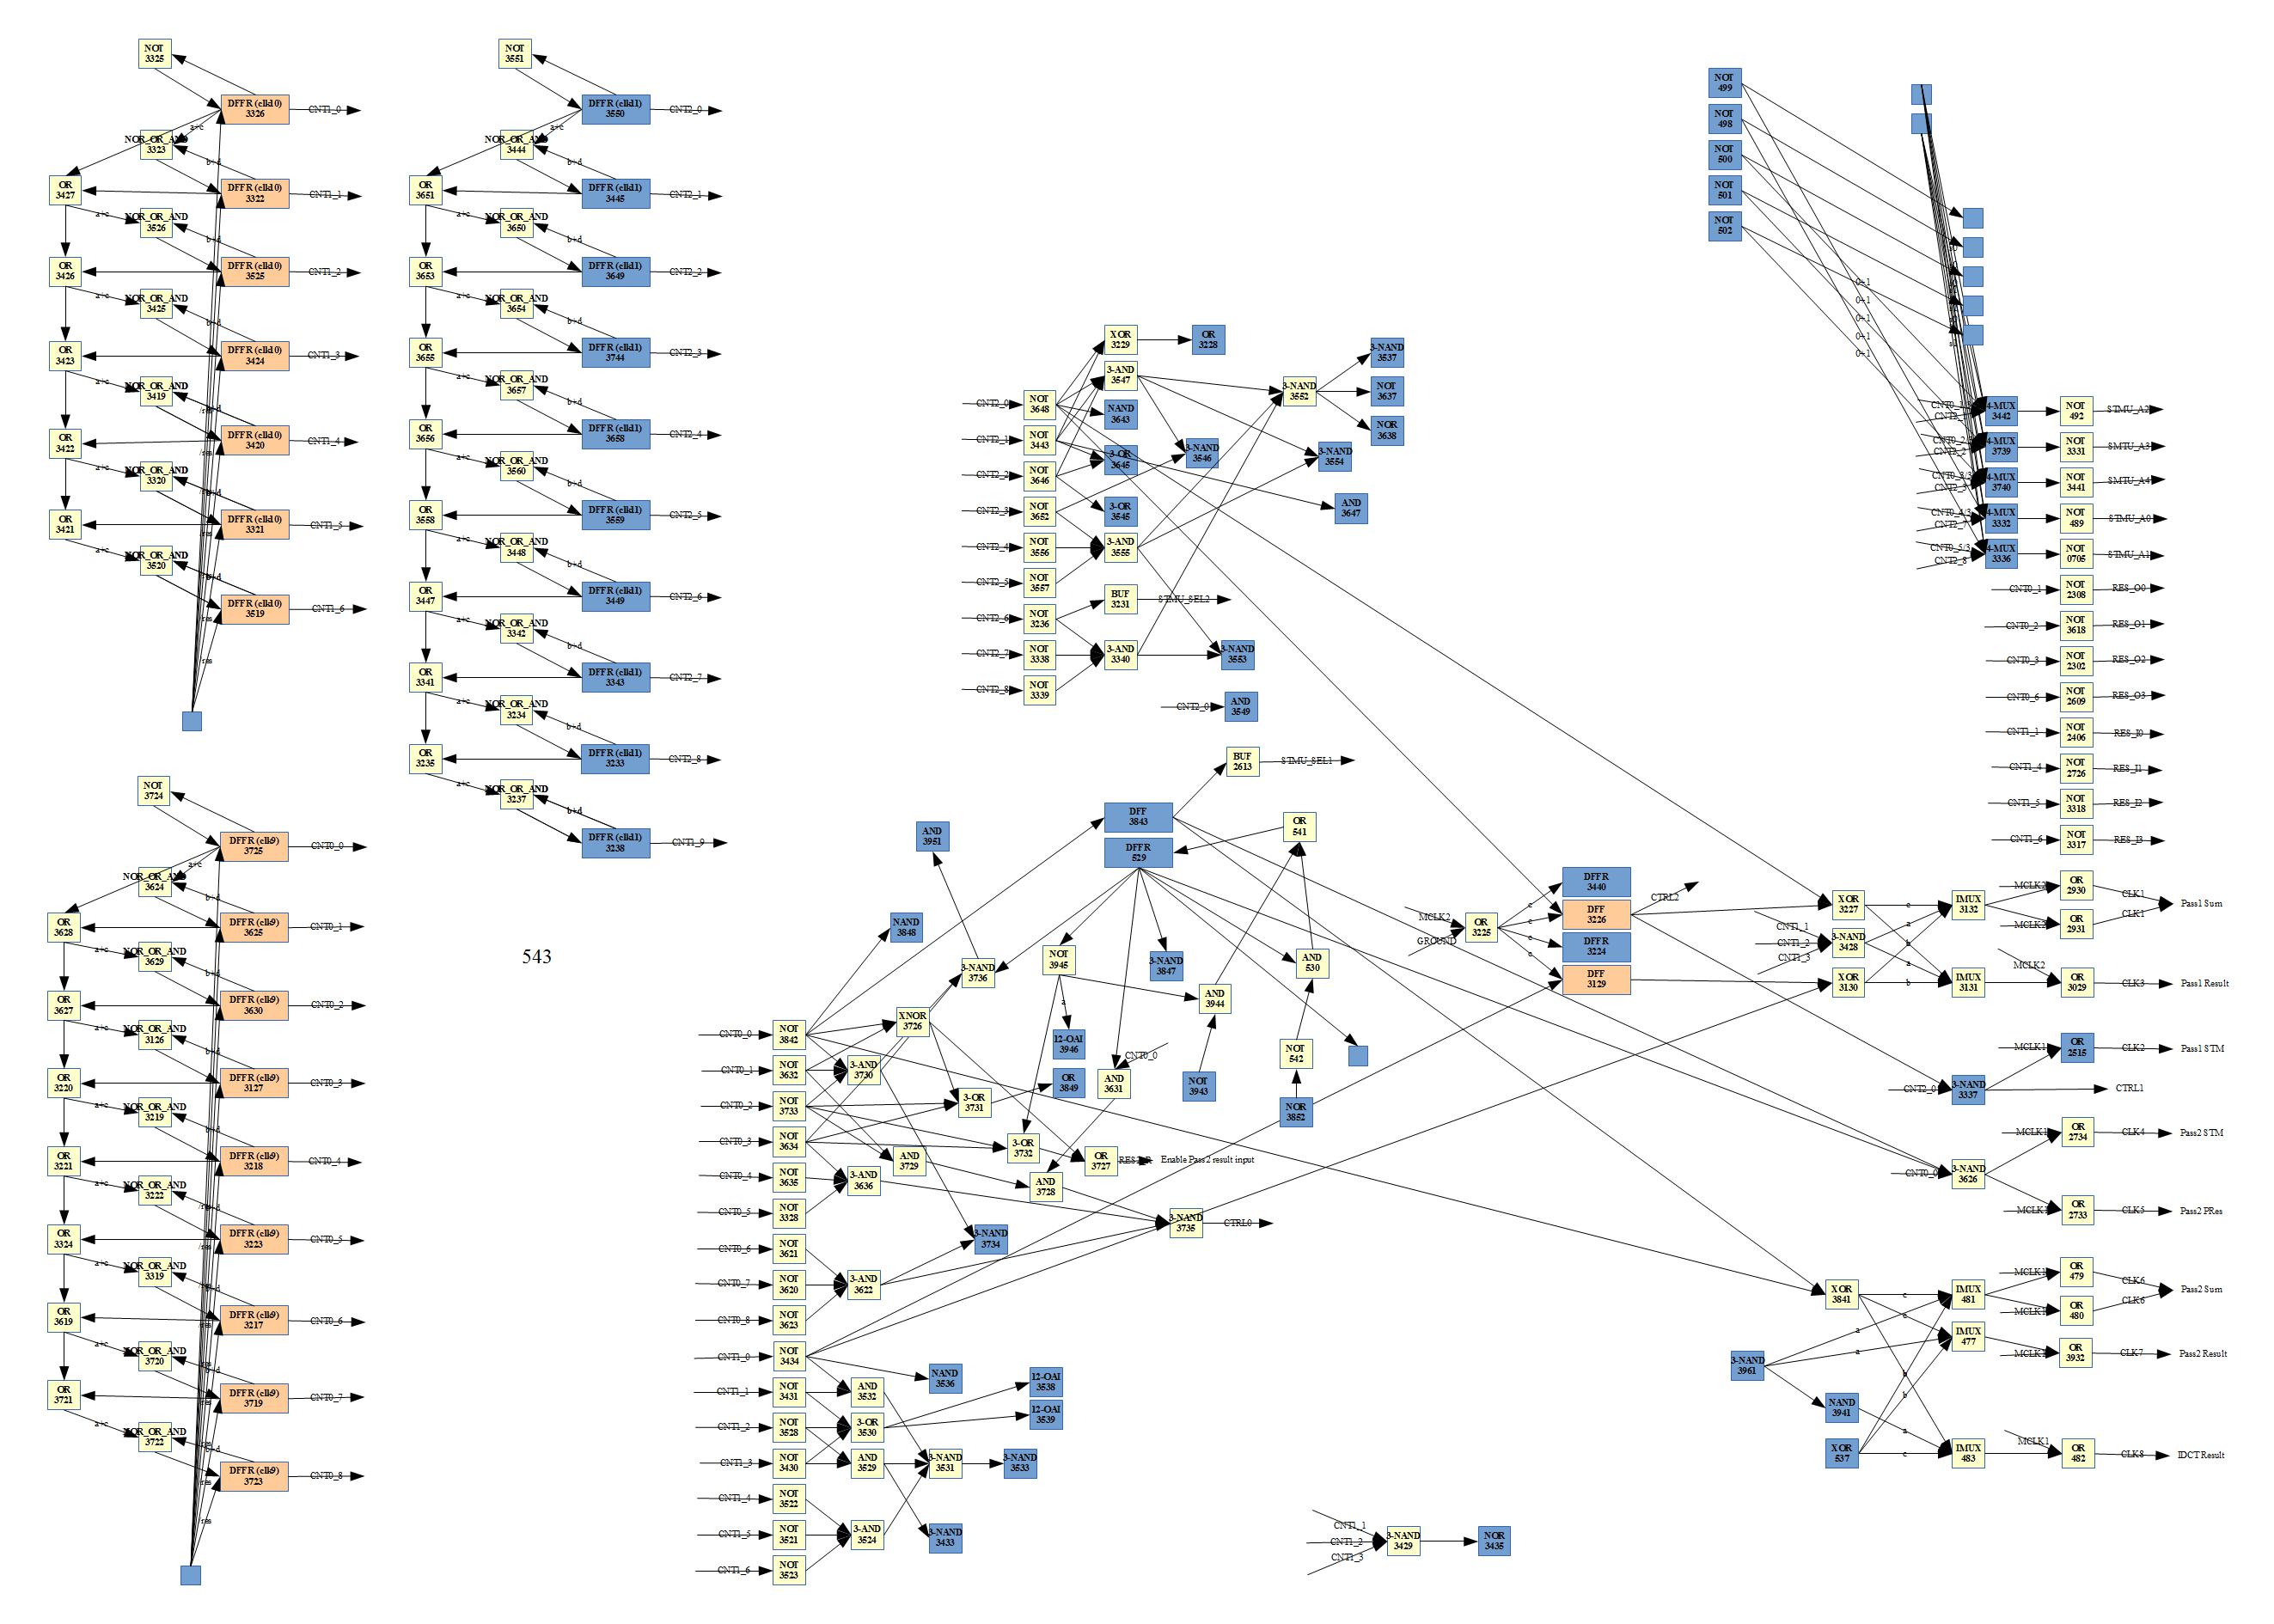 NOT
3325
DFFR (clk10)
3326
CNT1_0
a+c
NOR_OR_AND
3323
b+d
OR
3427
DFFR (clk10)
3322
CNT1_1
a+c
NOR_OR_AND
3526
b+d
OR
3426
DFFR (clk10)
3525
CNT1_2
a+c
NOR_OR_AND
3425
b+d
OR
3423
DFFR (clk10)
3424
CNT1_3
a+c
NOR_OR_AND
3419
/res
OR
3422
DFFR (clk10)
3420
CNT1_4
a+c
NOR_OR_AND
3320
OR
3421
DFFR (clk10)
3321
CNT1_5
a+c
NOR_OR_AND
3520
b+d
DFFR (clk10)
3519
CNT1_6
/res
NOT
3551
DFFR (clk11)
3550
CNT2_0
a+c
NOR_OR_AND
3444
b+d
OR
3651
DFFR (clk11)
3445
CNT2_1
a+c
NOR_OR_AND
3650
b+d
OR
3653
DFFR (clk11)
3649
CNT2_2
a+c
NOR_OR_AND
3654
b+d
OR
3655
DFFR (clk11)
3744
CNT2_3
a+c
NOR_OR_AND
3657
b+d
OR
3656
DFFR (clk11)
3658
CNT2_4
a+c
NOR_OR_AND
3560
b+d
OR
3558
DFFR (clk11)
3559
CNT2_5
a+c
NOR_OR_AND
3448
b+d
OR
3447
DFFR (clk11)
3449
CNT2_6
a+c
NOR_OR_AND
3342
b+d
OR
3341
DFFR (clk11)
3343
CNT2_7
a+c
NOR_OR_AND
3234
b+d
OR
3235
DFFR (clk11)
3233
CNT2_8
a+c
NOR_OR_AND
3237
b+d
DFFR (clk11)
3238
CNT1_9
543
NOT
3724
DFFR (clk9)
3725
CNT0_0
a+c
NOR_OR_AND
3624
b+d
OR
3628
DFFR (clk9)
3625
CNT0_1
a+c
NOR_OR_AND
3629
b+d
OR
3627
DFFR (clk9)
3630
CNT0_2
a+c
NOR_OR_AND
3126
b+d
OR
3220
DFFR (clk9)
3127
CNT0_3
a+c
NOR_OR_AND
3219
b+d
OR
3221
DFFR (clk9)
3218
CNT0_4
a+c
NOR_OR_AND
3222
OR
3324
DFFR (clk9)
3223
CNT0_5
a+c
NOR_OR_AND
3319
OR
3619
DFFR (clk9)
3217
CNT0_6
a+c
NOR_OR_AND
3720
OR
3721
DFFR (clk9)
3719
CNT0_7
a+c
NOR_OR_AND
3722
b+d
DFFR (clk9)
3723
CNT0_8
/res
XOR
3229
OR
3228
3-AND
3547
3-NAND
3552
3-NAND
3537
NOT
3637
NOR
3638
CNT2_0
NOT
3648
NAND
3643
CNT2_1
NOT
3443
3-OR
3645
3-NAND
3546
3-NAND
3554
CNT2_2
NOT
3646
CNT2_3
NOT
3652
3-OR
3545
AND
3647
CNT2_4
NOT
3556
3-AND
3555
CNT2_5
NOT
3557
BUF
3231
STMU_SEL2
CNT2_6
NOT
3236
CNT2_7
NOT
3338
3-AND
3340
3-NAND
3553
CNT2_8
NOT
3339
CNT2_0
AND
3549
BUF
2613
STMU_SEL1
DFF
3843
DFFR
529
OR
541
AND
3951
NAND
3848
3-NAND
3736
NOT
3945
3-NAND
3847
AND
530
AND
3944
XNOR
3726
a
12-OAI
3946
NOT
542
CNT0_0
AND
3631
NOT
3943
NOR
3852
CNT0_0
NOT
3842
CNT0_1
NOT
3632
3-AND
3730
OR
3849
CNT0_2
NOT
3733
3-OR
3731
CNT0_3
NOT
3634
AND
3729
3-OR
3732
OR
3727
Enable Pass2 result input
CNT0_4
NOT
3635
3-AND
3636
AND
3728
CNT0_5
NOT
3328
3-NAND
3735
CTRL0
3-NAND
3734
CNT0_6
NOT
3621
CNT0_7
NOT
3620
3-AND
3622
CNT0_8
NOT
3623
CNT1_0
NOT
3434
NAND
3536
12-OAI
3538
CNT1_1
NOT
3431
AND
3532
12-OAI
3539
CNT1_2
NOT
3528
3-OR
3530
CNT1_3
NOT
3430
AND
3529
3-NAND
3531
3-NAND
3533
CNT1_4
NOT
3522
CNT1_5
NOT
3521
3-AND
3524
3-NAND
3433
CNT1_6
NOT
3523
CNT1_1
CNT1_2
CNT1_3
3-NAND
3429
NOR
3435
NOT
499
NOT
498
NOT
500
NOT
501
NOT
502
0+1
0+1
0+1
0+1
0+1
CNT2_2
CNT2_3
CNT2_7
CNT0_5/3
CNT2_8
4-MUX
3442
NOT
492
STMU_A2
4-MUX
3739
NOT
3331
SMTU_A3
4-MUX
3740
NOT
3441
SMTU_A4
4-MUX
3332
NOT
489
STMU_A0
4-MUX
3336
NOT
0705
STMU_A1
CNT0_1
NOT
2308
RES_O0
CNT0_2
NOT
3618
RES_O1
CNT0_3
NOT
2302
RES_O2
CNT0_6
NOT
2609
RES_O3
CNT1_1
NOT
2406
RES_I0
CNT1_4
NOT
2726
RES_I1
CNT1_5
NOT
3318
RES_I2
CNT1_6
NOT
3317
RES_I3
MCLK2
GROUND
OR
3225
c
c
c
c
DFFR
3440
DFF
3226
CTRL2
DFFR
3224
DFF
3129
XOR
3227
CNT1_1
CNT1_2
CNT1_3
3-NAND
3428
XOR
3130
c
a
b
a
b
IMUX
3132
IMUX
3131
MCLK2
OR
2930
CLK1
MCLK2
OR
2931
CLK1
Pass1 Sum
MCLK2
OR
3029
CLK3
Pass1 Result
MCLK1
OR
2515
CLK2
Pass1 STM
CNT2_0
3-NAND
3337
CTRL1
MCLK1
OR
2734
CLK4
Pass2 STM
CNT0_0
3-NAND
3626
MCLK1
OR
2733
CLK5
Pass2 PRes
XOR
3841
c
c
a
a
b
b
a
c
IMUX
481
IMUX
477
MCLK1
OR
479
CLK6
MCLK1
OR
480
CLK6
Pass2 Sum
MCLK1
OR
3932
CLK7
Pass2 Result
3-NAND
3961
NAND
3941
XOR
537
IMUX
483
MCLK1
OR
482
CLK8
IDCT Result